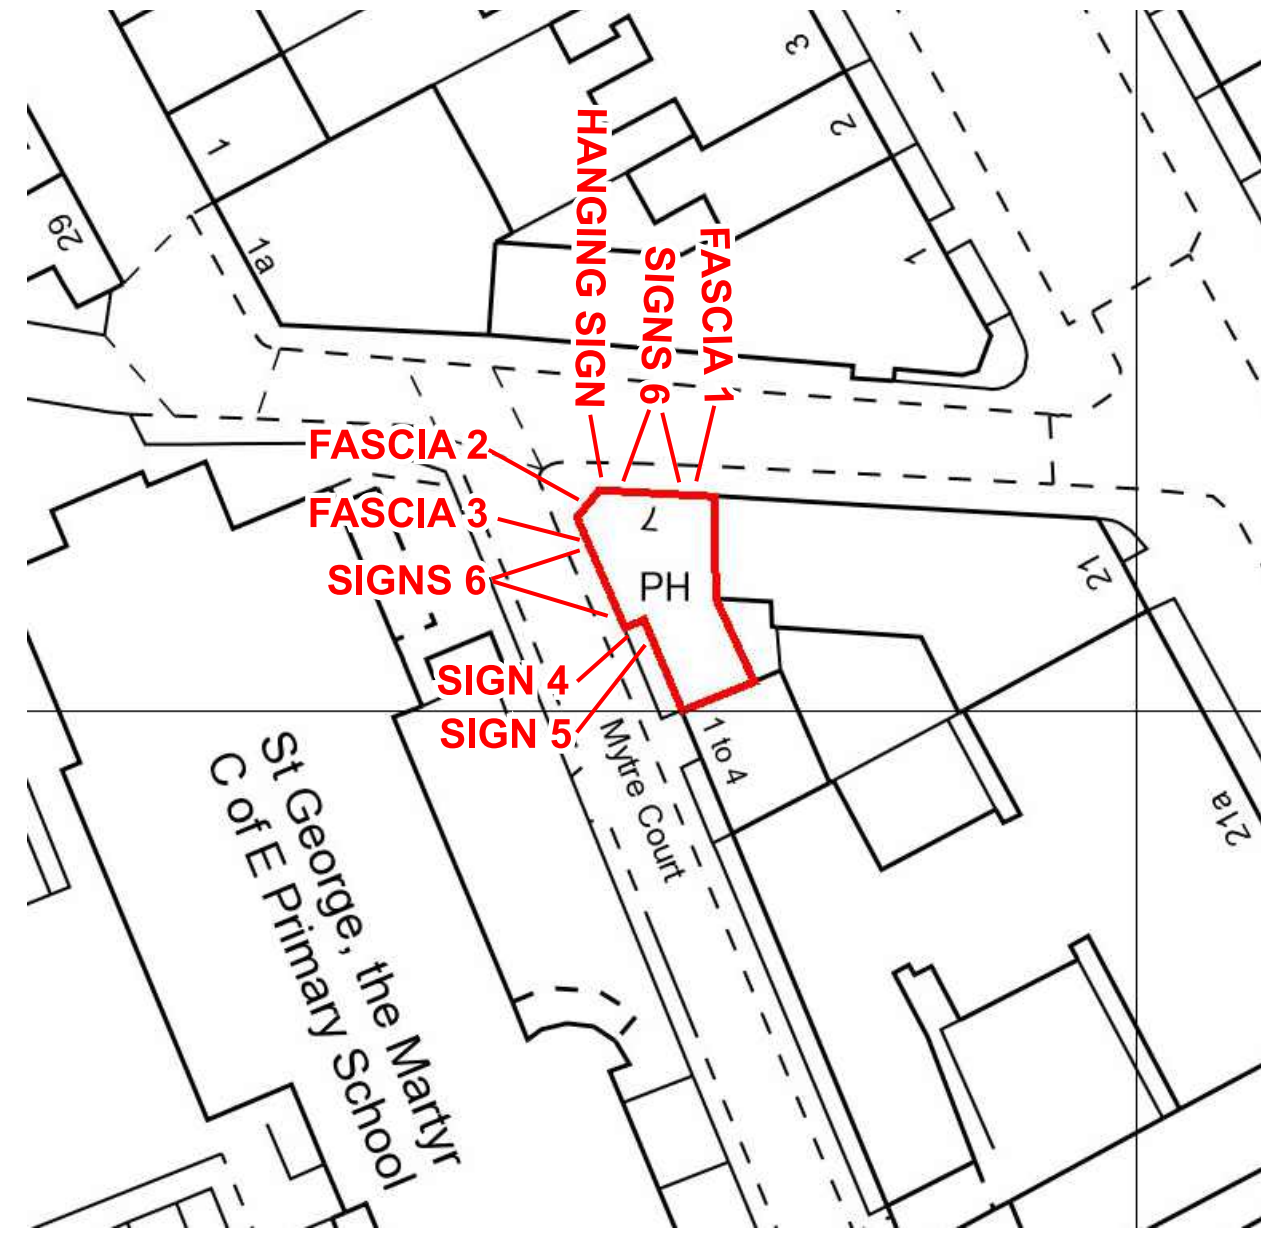 3
2
1
29
1a
1
HANGING SIGN
SIGNS 6
FASCIA 1
FASCIA 2
FASCIA 3
SIGNS 6
SIGN 4
SIGN 5
7
PH
21
1 to 4
Mytre Court
21a
St George, the Martyr
C of E Primary School